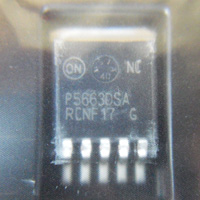 ON NC
P5663DSA
RCNF17 G